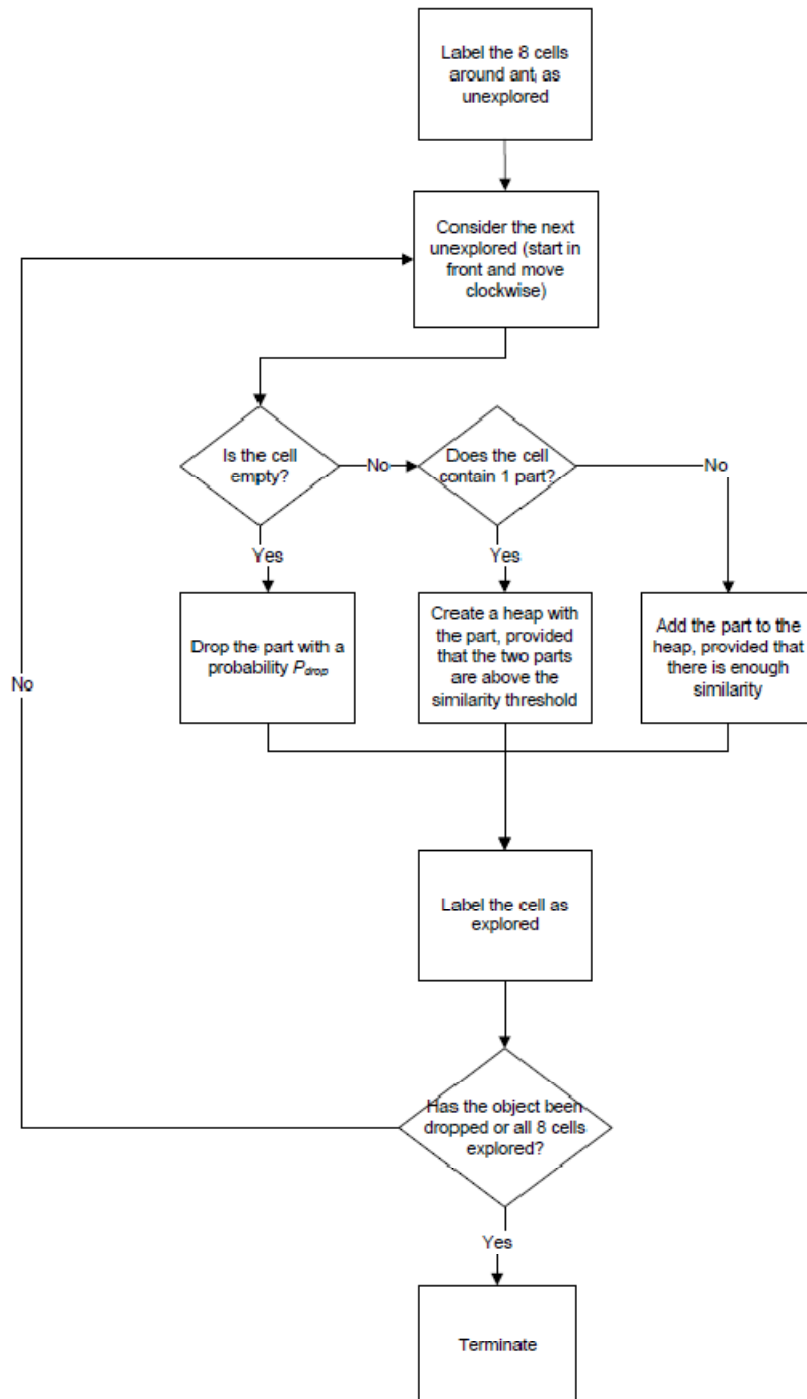 Label the 8 cells
around antᵢ as
unexplored
Consider the next
unexplored (start in
front and move
clockwise)
Is the cell
empty?
No
Does the cell
contain 1 part?
No
Yes
Yes
Drop the part with a
probability P_drop
Create a heap with
the part, provided
that the two parts
are above the
similarity threshold
Add the part to the
heap, provided that
there is enough
similarity
No
Label the cell as
explored
Has the object been
dropped or all 8 cells
explored?
Yes
Terminate